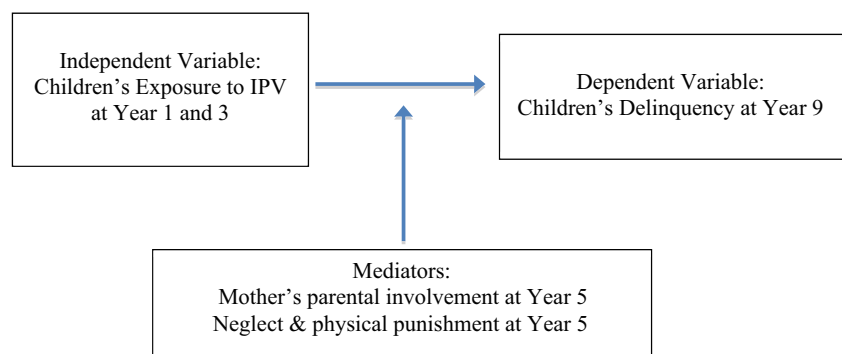 Independent Variable:
Children's Exposure to IPV
at Year 1 and 3
Dependent Variable:
Children's Delinquency at Year 9
Mediators:
Mother's parental involvement at Year 5
Neglect & physical punishment at Year 5